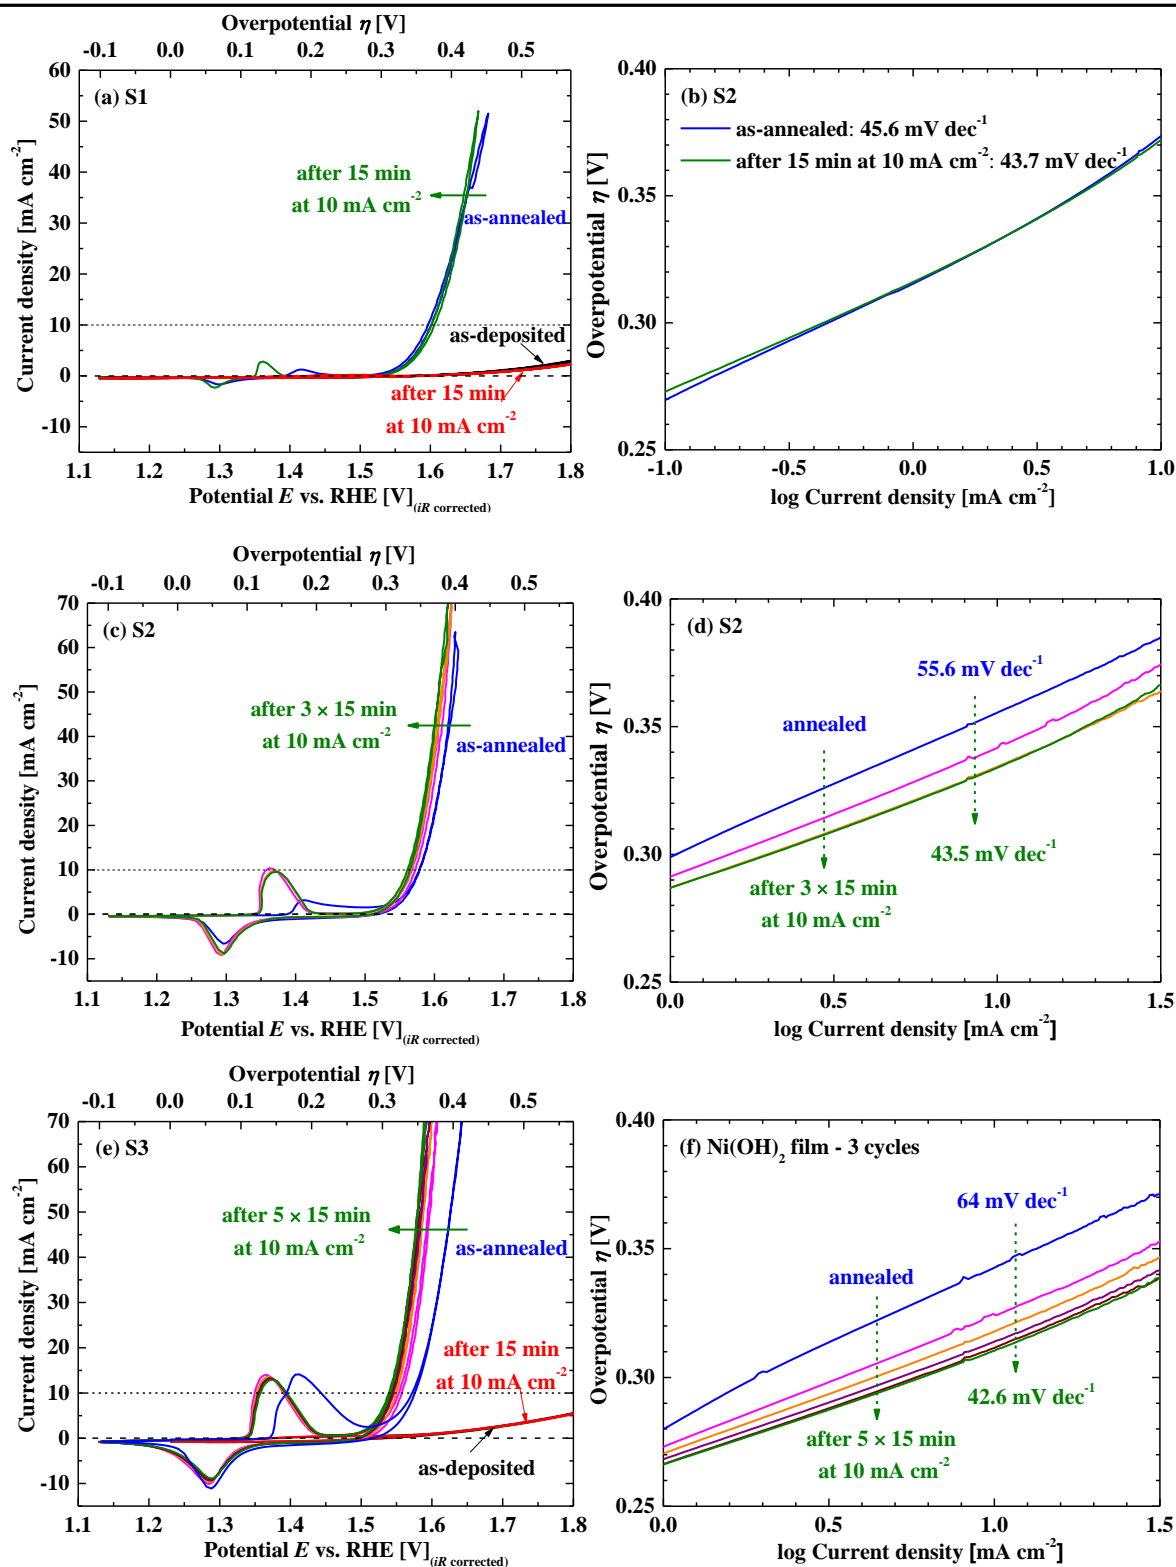 Overpotential η [V]
-0.1 0.0 0.1 0.2 0.3 0.4 0.5
(a) S1
60
50
40
30
20
10
0
-10
Current density [mA cm-2]
after 15 min
at 10 mA cm-2
as-annealed
as-deposited
after 15 min
at 10 mA cm-2
1.1 1.2 1.3 1.4 1.5 1.6 1.7 1.8
Potential E vs. RHE [V](iR corrected)
(b) S2
as-annealed: 45.6 mV dec-1
after 15 min at 10 mA cm-2: 43.7 mV dec-1
0.40
0.35
0.30
0.25
Overpotential η [V]
-1.0 -0.5 0.0 0.5 1.0
log Current density [mA cm-2]
Overpotential η [V]
-0.1 0.0 0.1 0.2 0.3 0.4 0.5
(c) S2
70
60
50
40
30
20
10
0
-10
Current density [mA cm-2]
after 3 × 15 min
at 10 mA cm-2
as-annealed
1.1 1.2 1.3 1.4 1.5 1.6 1.7 1.8
Potential E vs. RHE [V](iR corrected)
(d) S2
0.40
0.35
0.30
0.25
Overpotential η [V]
55.6 mV dec-1
annealed
43.5 mV dec-1
after 3 × 15 min
at 10 mA cm-2
0.0 0.5 1.0 1.5
log Current density [mA cm-2]
Overpotential η [V]
-0.1 0.0 0.1 0.2 0.3 0.4 0.5
(e) S3
70
60
50
40
30
20
10
0
-10
Current density [mA cm-2]
after 5 × 15 min
at 10 mA cm-2
as-annealed
after 15 min
at 10 mA cm-2
as-deposited
1.1 1.2 1.3 1.4 1.5 1.6 1.7 1.8
Potential E vs. RHE [V](iR corrected)
(f) Ni(OH)2 film - 3 cycles
0.40
0.35
0.30
0.25
Overpotential η [V]
64 mV dec-1
annealed
42.6 mV dec-1
after 5 × 15 min
at 10 mA cm-2
0.0 0.5 1.0 1.5
log Current density [mA cm-2]